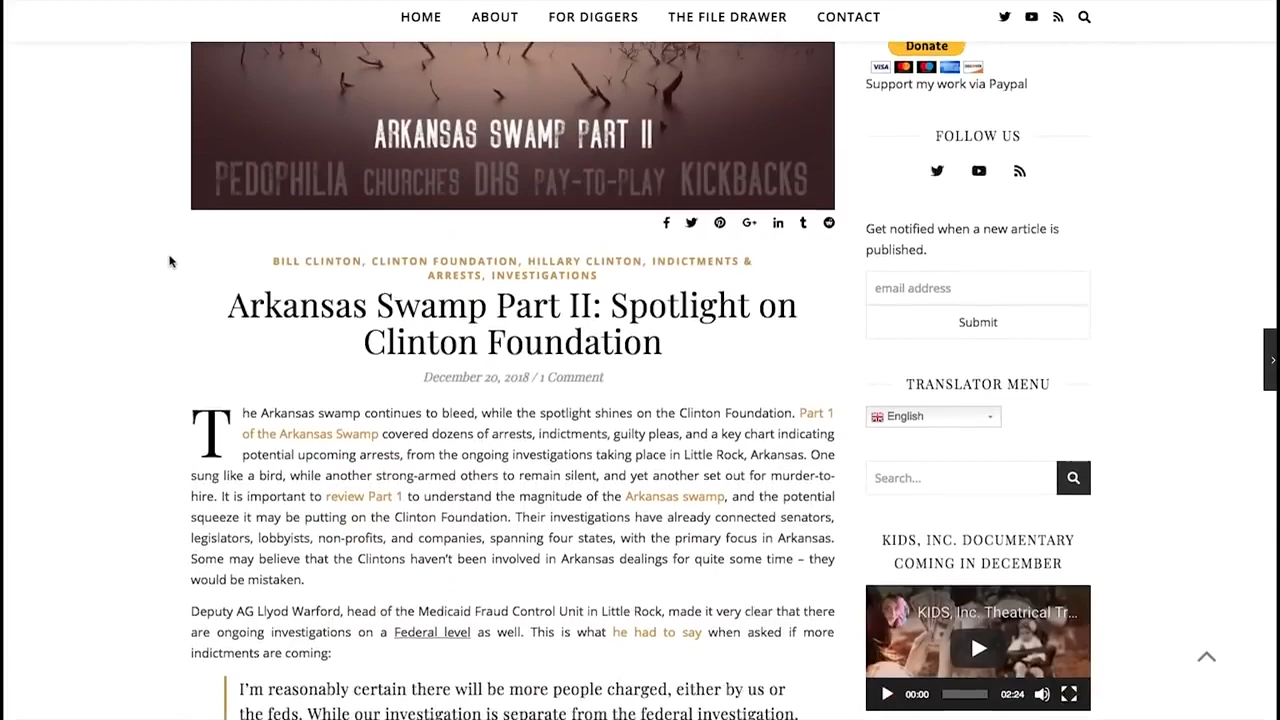 HOME ABOUT FOR DIGGERS THE FILE DRAWER CONTACT
ARKANSAS SWAMP PART II
PEDOPHILIA CHURCHES DHS PAY-TO-PLAY KICKBACKS
BILL CLINTON, CLINTON FOUNDATION, HILLARY CLINTON, INDICTMENTS &
ARRESTS, INVESTIGATIONS
Arkansas Swamp Part II: Spotlight on
Clinton Foundation
December 20, 2018 / 1 Comment
The Arkansas swamp continues to bleed, while the spotlight shines on the Clinton Foundation. Part 1
of the Arkansas Swamp covered dozens of arrests, indictments, guilty pleas, and a key chart indicating
potential upcoming arrests, from the ongoing investigations taking place in Little Rock, Arkansas. One
sung like a bird, while another strong-armed others to remain silent, and yet another set out for murder-to-
hire. It is important to review Part 1 to understand the magnitude of the Arkansas swamp, and the potential
squeeze it may be putting on the Clinton Foundation. Their investigations have already connected senators,
legislators, lobbyists, non-profits, and companies, spanning four states, with the primary focus in Arkansas.
Some may believe that the Clintons haven't been involved in Arkansas dealings for quite some time – they
would be mistaken.
Deputy AG Llyod Warford, head of the Medicaid Fraud Control Unit in Little Rock, made it very clear that there
are ongoing investigations on a Federal level as well. This is what he had to say when asked if more
indictments are coming:
I'm reasonably certain there will be more people charged, either by us or
the feds. While our investigation is separate from the federal investigation,
Donate
VISA
Support my work via Paypal
FOLLOW US
Get notified when a new article is
published.
email address
Submit
TRANSLATOR MENU
English
Search...
KIDS, INC. DOCUMENTARY
COMING IN DECEMBER
KIDS, Inc. Theatrical Tr...
00:00 02:24